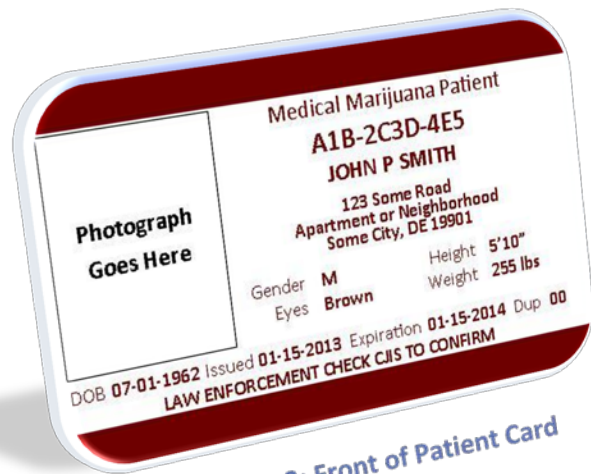 Medical Marijuana Patient
A1B-2C3D-4E5
JOHN P SMITH
123 Some Road
Apartment or Neighborhood
Some City, DE 19901
Photograph
Goes Here
Gender M Height 5'10"
Eyes Brown Weight 255 lbs
DOB 07-01-1962 Issued 01-15-2013 Expiration 01-15-2014 Dup 00
LAW ENFORCEMENT CHECK CJIS TO CONFIRM
: Front of Patient Card